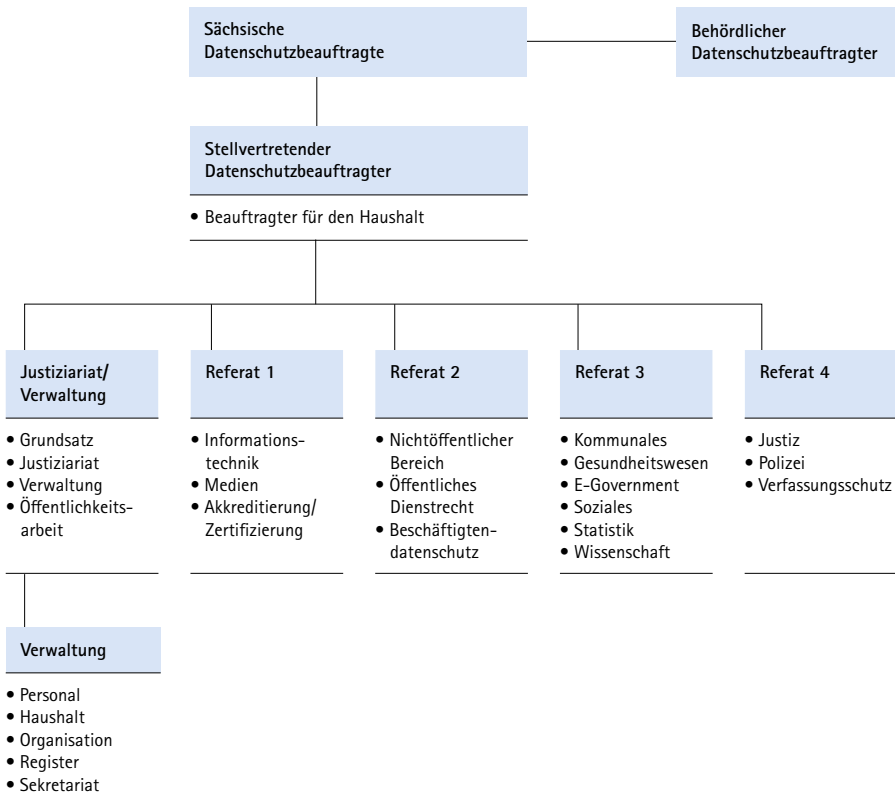 Sächsische
Datenschutzbeauftragte
Behördlicher
Datenschutzbeauftragter
Stellvertretender
Datenschutzbeauftragter
• Beauftragter für den Haushalt
Justiziariat/
Verwaltung
• Grundsatz
• Justiziariat
• Verwaltung
• Öffentlichkeits-
arbeit
Referat 1
• Informations-
technik
• Medien
• Akkreditierung/
Zertifizierung
Referat 2
• Nichtöffentlicher
Bereich
• Öffentliches
Dienstrecht
• Beschäftigten-
datenschutz
Referat 3
• Kommunales
• Gesundheitswesen
• E-Government
• Soziales
• Statistik
• Wissenschaft
Referat 4
• Justiz
• Polizei
• Verfassungsschutz
Verwaltung
• Personal
• Haushalt
• Organisation
• Register
• Sekretariat